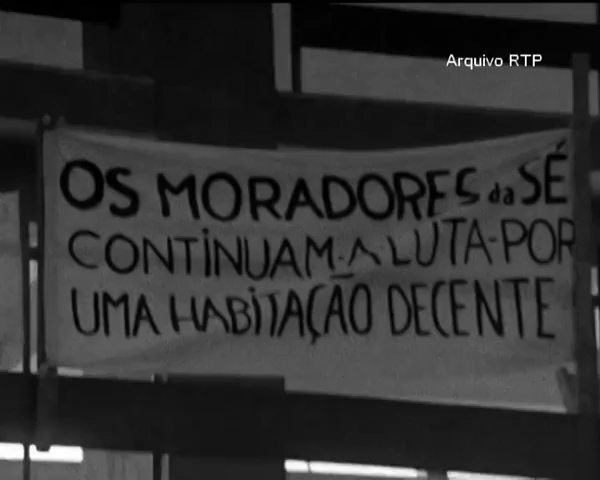 Arquivo RTP
OS MORADORES da SÉ
CONTINUAM-A LUTA-POR
UMA HABITAÇÃO DECENTE